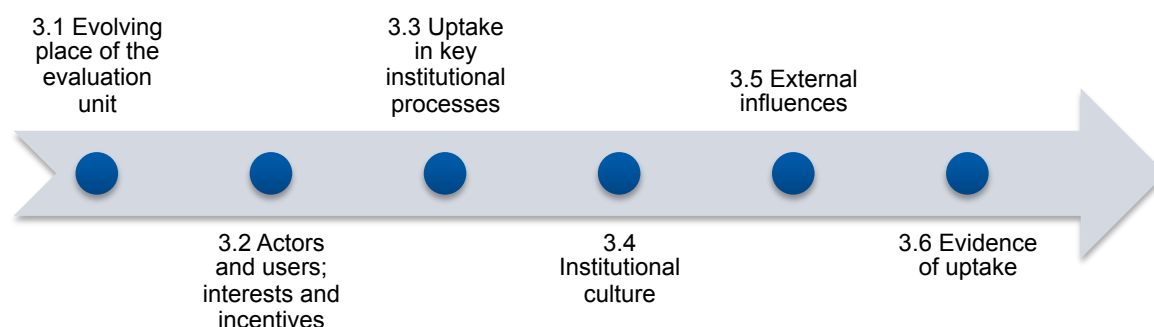 3.1 Evolving
place of the
evaluation
unit
3.2 Actors
and users;
interests and
incentives
3.3 Uptake
in key
institutional
processes
3.4
Institutional
culture
3.5 External
influences
3.6 Evidence
of uptake